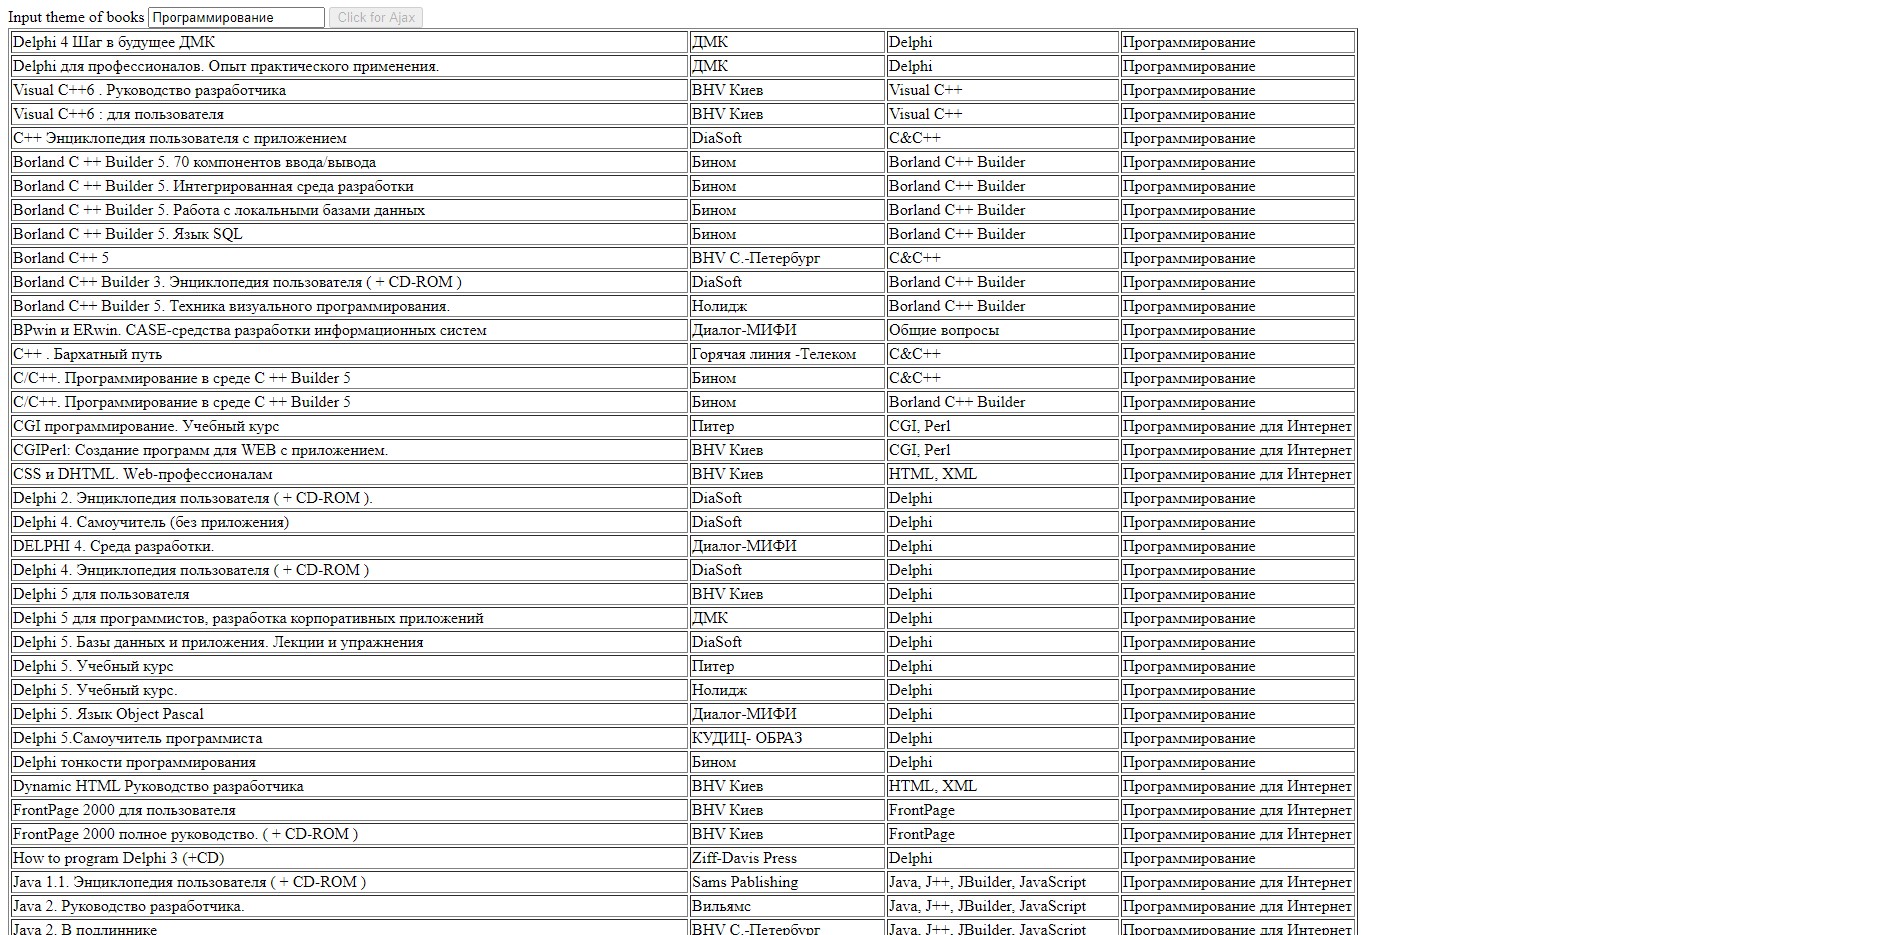 Input theme of books Программирование Click for Ajax
Delphi 4 Шаг в будущее ДМК ДМК Delphi Программирование
Delphi для профессионалов. Опыт практического применения. ДМК Delphi Программирование
Visual C++6 . Руководство разработчика BHV Киев Visual C++ Программирование
Visual C++6 : для пользователя BHV Киев Visual C++ Программирование
C++ Энциклопедия пользователя с приложением DiaSoft C&C++ Программирование
Borland C ++ Builder 5. 70 компонентов ввода/вывода Бином Borland C++ Builder Программирование
Borland C ++ Builder 5. Интегрированная среда разработки Бином Borland C++ Builder Программирование
Borland C ++ Builder 5. Работа с локальными базами данных Бином Borland C++ Builder Программирование
Borland C ++ Builder 5. Язык SQL Бином Borland C++ Builder Программирование
Borland C++ 5 BHV С.-Петербург C&C++ Программирование
Borland C++ Builder 3. Энциклопедия пользователя ( + CD-ROM ) DiaSoft Borland C++ Builder Программирование
Borland C++ Builder 5. Техника визуального программирования. Нолидж Borland C++ Builder Программирование
BPwin и ERwin. CASE-средства разработки информационных систем Диалог-МИФИ Общие вопросы Программирование
C++ . Бархатный путь Горячая линия -Телеком C&C++ Программирование
C/C++. Программирование в среде C ++ Builder 5 Бином C&C++ Программирование
C/C++. Программирование в среде C ++ Builder 5 Бином Borland C++ Builder Программирование
CGI программирование. Учебный курс Питер CGI, Perl Программирование для Интернет
CGIPerl: Создание программ для WEB с приложением. BHV Киев CGI, Perl Программирование для Интернет
CSS и DHTML. Web-профессионалам BHV Киев HTML, XML Программирование для Интернет
Delphi 2. Энциклопедия пользователя ( + CD-ROM ). DiaSoft Delphi Программирование
Delphi 4. Самоучитель (без приложения) DiaSoft Delphi Программирование
DELPHI 4. Среда разработки. Диалог-МИФИ Delphi Программирование
Delphi 4. Энциклопедия пользователя ( + CD-ROM ) DiaSoft Delphi Программирование
Delphi 5 для пользователя BHV Киев Delphi Программирование
Delphi 5 для программистов, разработка корпоративных приложений ДМК Delphi Программирование
Delphi 5. Базы данных и приложения. Лекции и упражнения DiaSoft Delphi Программирование
Delphi 5. Учебный курс Питер Delphi Программирование
Delphi 5. Учебный курс. Нолидж Delphi Программирование
Delphi 5. Язык Object Pascal Диалог-МИФИ Delphi Программирование
Delphi 5.Самоучитель программиста КУДИЦ- ОБРАЗ Delphi Программирование
Delphi тонкости программирования Бином Delphi Программирование
Dynamic HTML Руководство разработчика BHV Киев HTML, XML Программирование для Интернет
FrontPage 2000 для пользователя BHV Киев FrontPage Программирование для Интернет
FrontPage 2000 полное руководство. ( + CD-ROM ) BHV Киев FrontPage Программирование для Интернет
How to program Delphi 3 (+CD) Ziff-Davis Press Delphi Программирование
Java 1.1. Энциклопедия пользователя ( + CD-ROM ) Sams Pablishing Java, J++, JBuilder, JavaScript Программирование для Интернет
Java 2. Руководство разработчика. Вильямс Java, J++, JBuilder, JavaScript Программирование для Интернет
Java 2. В подлиннике BHV С.-Петербург Java, J++, JBuilder, JavaScript Программирование для Интернет